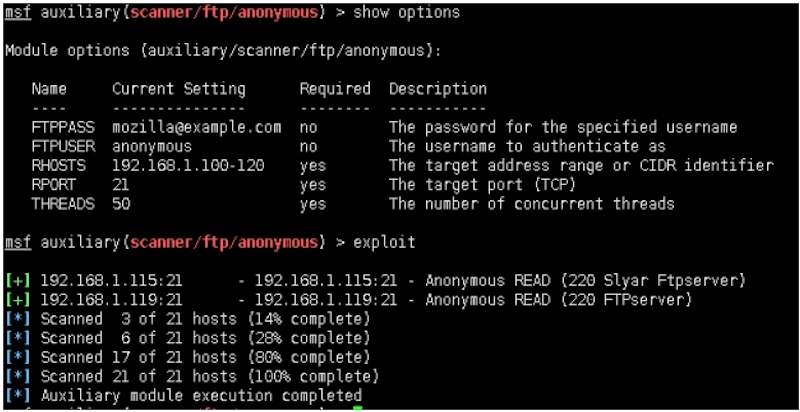 msf auxiliary(scanner/ftp/anonymous) > show options
Module options (auxiliary/scanner/ftp/anonymous):
Name Current Setting Required Description
---- --------------- -------- -----------
FTPPASS mozilla@example.com no The password for the specified username
FTPUSER anonymous no The username to authenticate as
RHOSTS 192.168.1.100-120 yes The target address range or CIDR identifier
RPORT 21 yes The target port (TCP)
THREADS 50 yes The number of concurrent threads
msf auxiliary(scanner/ftp/anonymous) > exploit
[+] 192.168.1.115:21 - 192.168.1.115:21 - Anonymous READ (220 Slyar Ftpserver)
[+] 192.168.1.119:21 - 192.168.1.119:21 - Anonymous READ (220 FTPserver)
[*] Scanned 3 of 21 hosts (14% complete)
[*] Scanned 6 of 21 hosts (28% complete)
[*] Scanned 17 of 21 hosts (80% complete)
[*] Scanned 21 of 21 hosts (100% complete)
[*] Auxiliary module execution completed